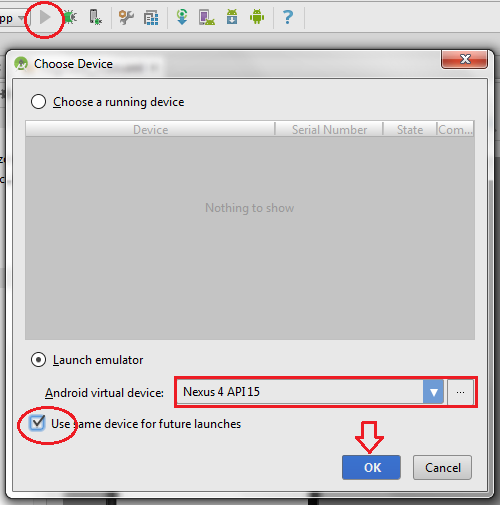 pp
?
Choose Device
Choose a running device
Device Serial Number State Com...
Nothing to show
Launch emulator
Android virtual device: Nexus 4 API 15 ...
Use same device for future launches
OK Cancel